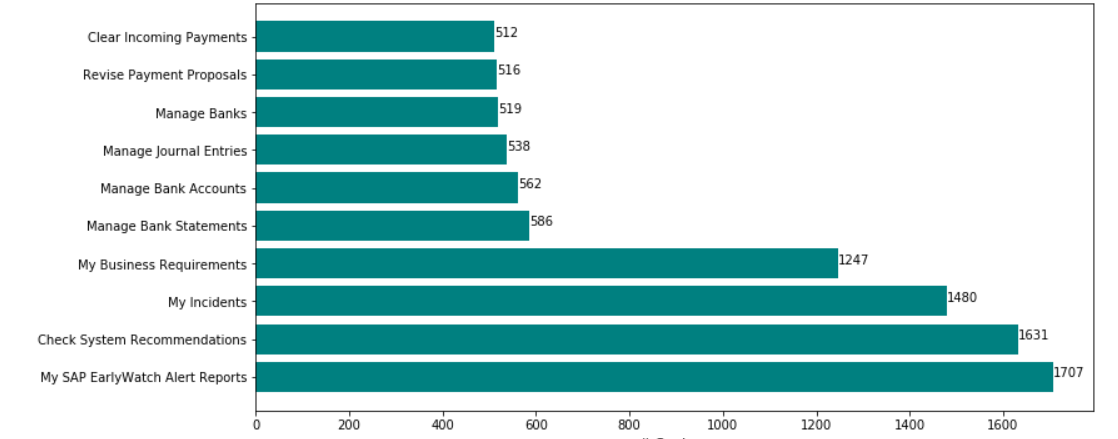 Clear Incoming Payments 512
Revise Payment Proposals 516
Manage Banks 519
Manage Journal Entries 538
Manage Bank Accounts 562
Manage Bank Statements 586
My Business Requirements 1247
My Incidents 1480
Check System Recommendations 1631
My SAP EarlyWatch Alert Reports 1707
0 200 400 600 800 1000 1200 1400 1600